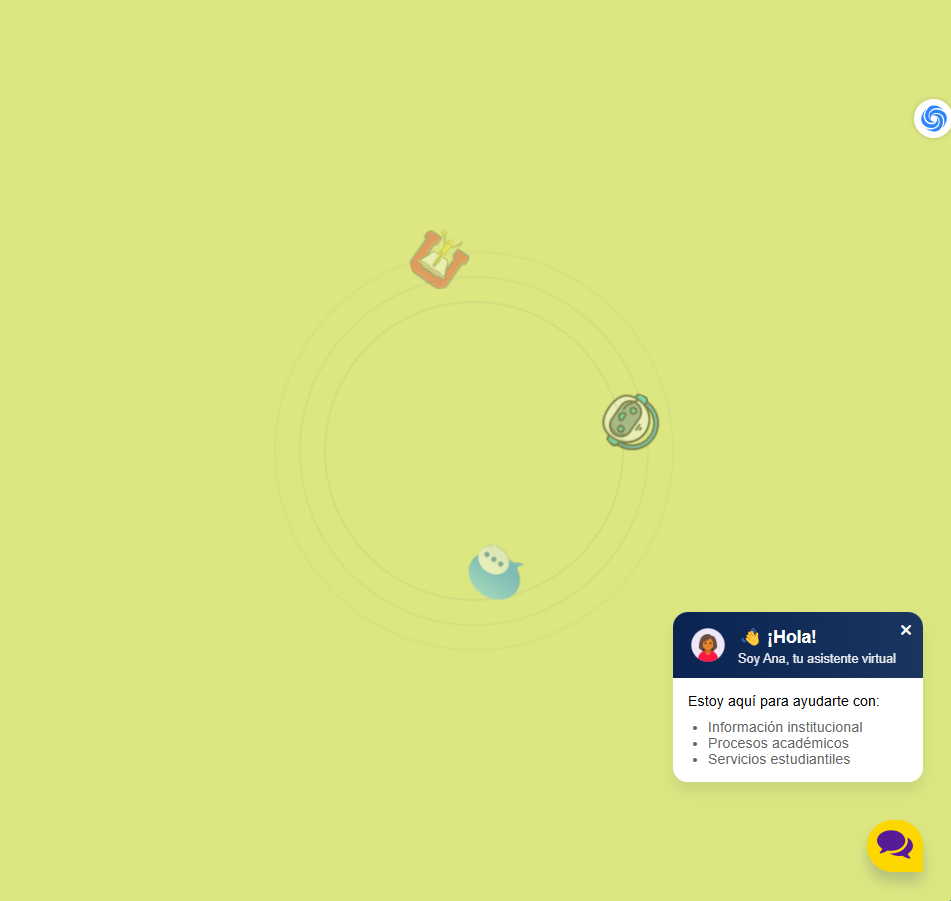 👋 ¡Hola!
Soy Ana, tu asistente virtual
Estoy aquí para ayudarte con:
• Información institucional
• Procesos académicos
• Servicios estudiantiles